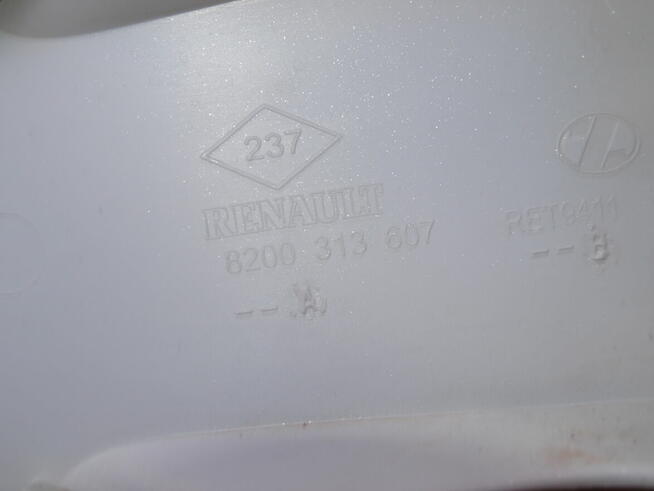 237
RENAULT
8200 313 607
-- A
RET9411
-- B